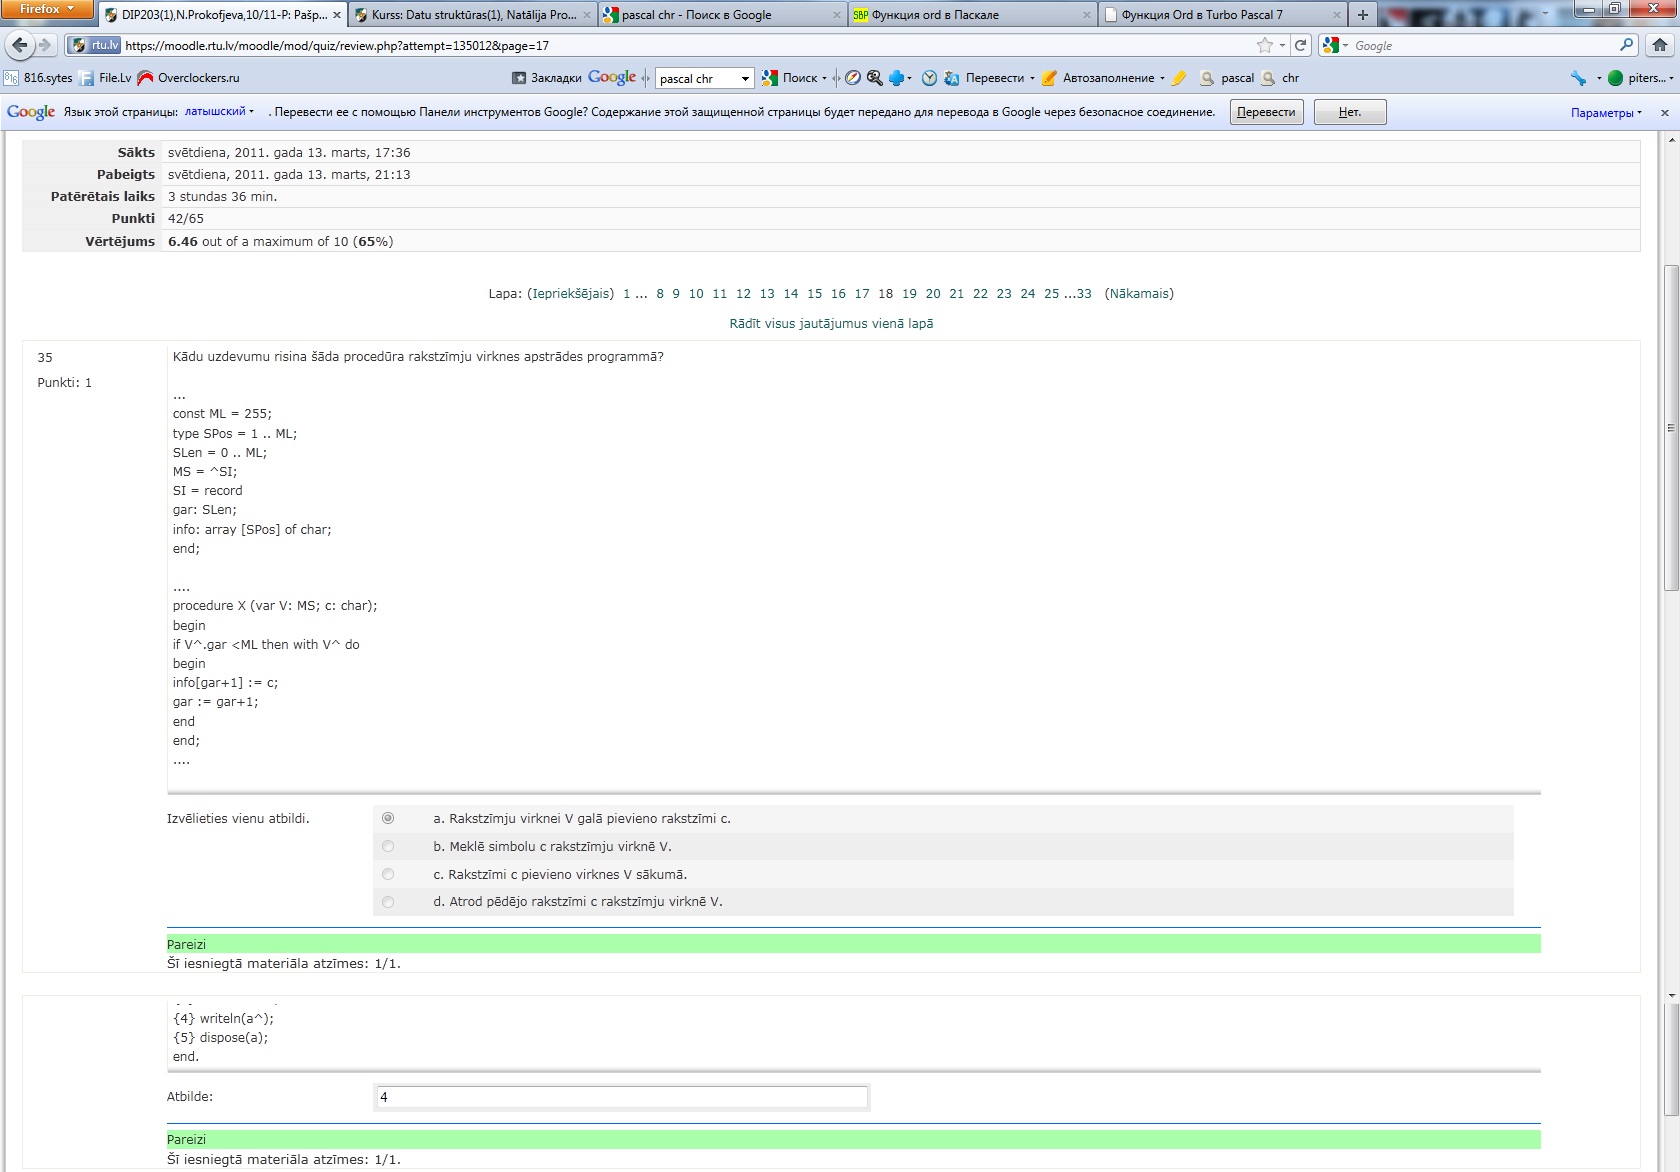 Firefox
DIP203(1),N.Prokofjeva,10/11-P: Pašp...
Kurss: Datu struktūras(1), Natālija Pro...
pascal chr - Поиск в Google
SBP Функция ord в Паскале
Функция Ord в Turbo Pascal 7
rtu.lv https://moodle.rtu.lv/moodle/mod/quiz/review.php?attempt=135012&page=17
Google
816.sytes File.Lv Overclockers.ru Закладки Google pascal chr Поиск Перевести Автозаполнение pascal chr piters...
Google Язык этой страницы: латышский . Перевести ее с помощью Панели инструментов Google? Содержание этой защищенной страницы будет передано для перевода в Google через безопасное соединение. Перевести Нет. Параметры
Sākts svētdiena, 2011. gada 13. marts, 17:36
Pabeigts svētdiena, 2011. gada 13. marts, 21:13
Patērētais laiks 3 stundas 36 min.
Punkti 42/65
Vērtējums 6.46 out of a maximum of 10 (65%)
Lapa: (Iepriekšējais) 1 ... 8 9 10 11 12 13 14 15 16 17 18 19 20 21 22 23 24 25 ...33 (Nākamais)
Rādīt visus jautājumus vienā lapā
35
Punkti: 1
Kādu uzdevumu risina šāda procedūra rakstzīmju virknes apstrādes programmā?
...
const ML = 255;
type SPos = 1 .. ML;
SLen = 0 .. ML;
MS = ^SI;
SI = record
gar: SLen;
info: array [SPos] of char;
end;
....
procedure X (var V: MS; c: char);
begin
if V^.gar <ML then with V^ do
begin
info[gar+1] := c;
gar := gar+1;
end
end;
....
Izvēlieties vienu atbildi.
a. Rakstzīmju virknei V galā pievieno rakstzīmi c.
b. Meklē simbolu c rakstzīmju virknē V.
c. Rakstzīmi c pievieno virknes V sākumā.
d. Atrod pēdējo rakstzīmi c rakstzīmju virknē V.
Pareizi
Šī iesniegtā materiāla atzīmes: 1/1.
{4} writeln(a^);
{5} dispose(a);
end.
Atbilde: 4
Pareizi
Šī iesniegtā materiāla atzīmes: 1/1.